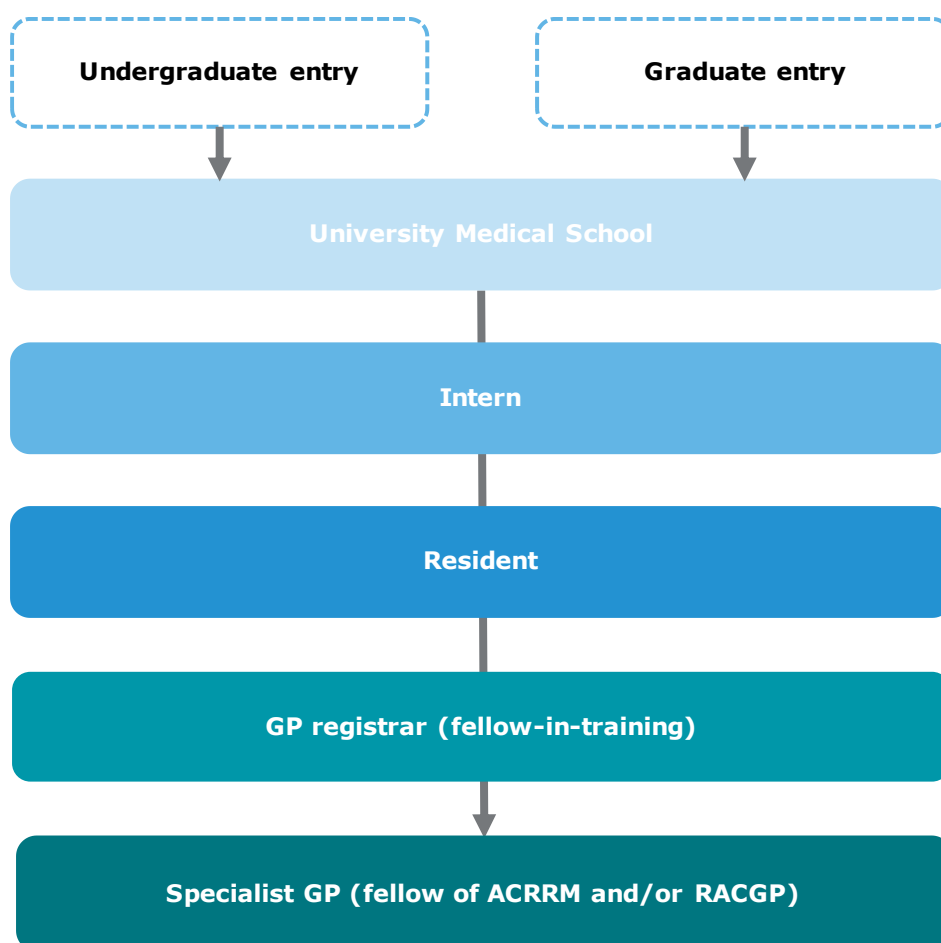 Undergraduate entry
Graduate entry
University Medical School
Intern
Resident
GP registrar (fellow-in-training)
Specialist GP (fellow of ACRRM and/or RACGP)